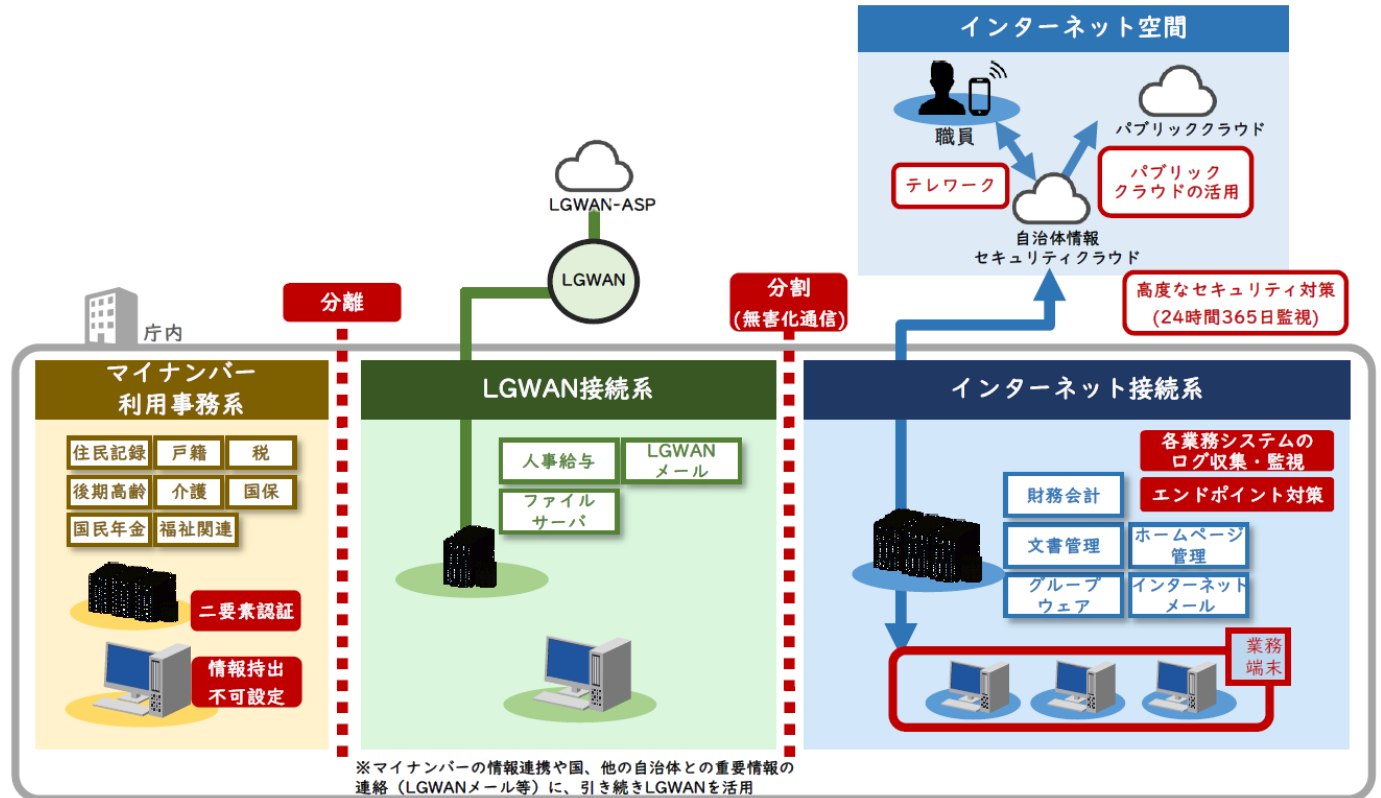 インターネット空間
職員
パブリッククラウド
テレワーク
パブリック
クラウドの活用
自治体情報
セキュリティクラウド
LGWAN-ASP
LGWAN
分離
分割
(無害化通信)
高度なセキュリティ対策
(24時間365日監視)
庁内
マイナンバー
利用事務系
住民記録
戸籍
税
後期高齢
介護
国保
国民年金
福祉関連
二要素認証
情報持出
不可設定
LGWAN接続系
人事給与
LGWAN
メール
ファイル
サーバ
インターネット接続系
各業務システムの
ログ収集・監視
エンドポイント対策
財務会計
文書管理
ホームページ
管理
グループ
ウェア
インターネット
メール
業務
端末
※マイナンバーの情報連携や国、他の自治体との重要情報の
連絡（LGWANメール等）に、引き続きLGWANを活用